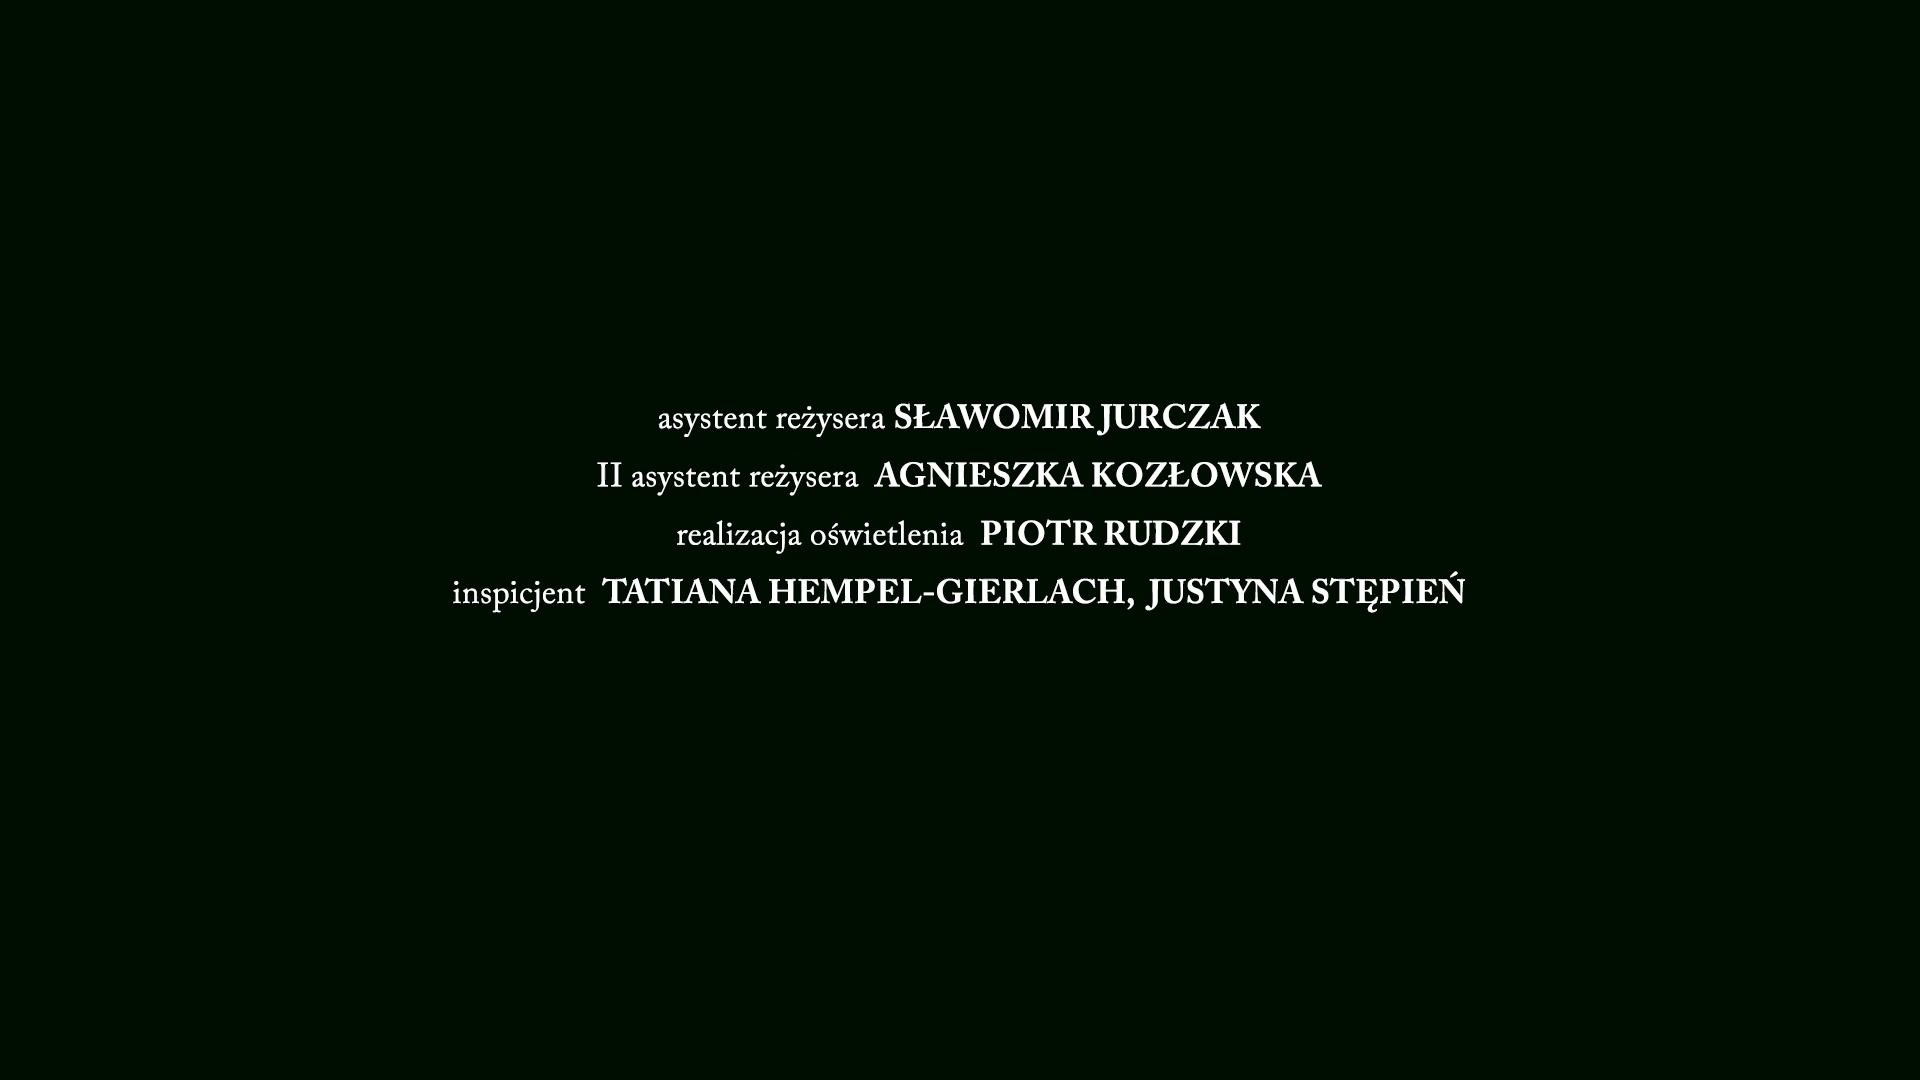 asystent reżysera SŁAWOMIR JURCZAK
II asystent reżysera AGNIESZKA KOZŁOWSKA
realizacja oświetlenia PIOTR RUDZKI
inspicjent TATIANA HEMPEL-GIERLACH, JUSTYNA STĘPIEŃ